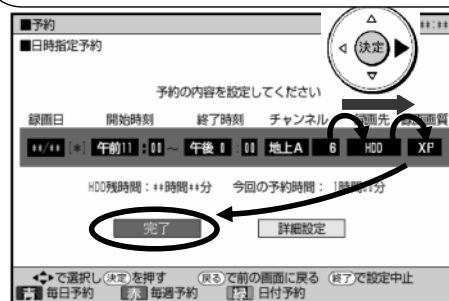 ■予約 **:**
■日時指定予約
決定
予約の内容を設定してください
録画日 開始時刻 終了時刻 チャンネル 録画先 録画画質
**/** [*] 午前11:00~ 午後 0:00 地上A 6 HDD XP
HDD残時間:**時間**分 今回の予約時間: 1時間**分
完了 詳細設定
で選択し 決定 を押す 戻る で前の画面に戻る 終了 で設定中止
青 毎日予約 赤 毎週予約 緑 日付予約